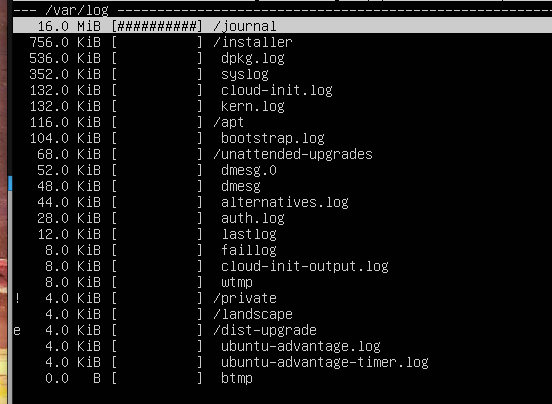 --- /var/log ---
16.0 MiB [##########] /journal
756.0 KiB [          ] /installer
536.0 KiB [          ]  dpkg.log
352.0 KiB [          ]  syslog
132.0 KiB [          ]  cloud-init.log
132.0 KiB [          ]  kern.log
116.0 KiB [          ] /apt
104.0 KiB [          ]  bootstrap.log
68.0 KiB [          ] /unattended-upgrades
52.0 KiB [          ]  dmesg.0
48.0 KiB [          ]  dmesg
44.0 KiB [          ]  alternatives.log
28.0 KiB [          ]  auth.log
12.0 KiB [          ]  lastlog
8.0 KiB [          ]  faillog
8.0 KiB [          ]  cloud-init-output.log
8.0 KiB [          ]  wtmp
! 4.0 KiB [          ] /private
4.0 KiB [          ] /landscape
e 4.0 KiB [          ] /dist-upgrade
4.0 KiB [          ]  ubuntu-advantage.log
4.0 KiB [          ]  ubuntu-advantage-timer.log
0.0   B [          ]  btmp